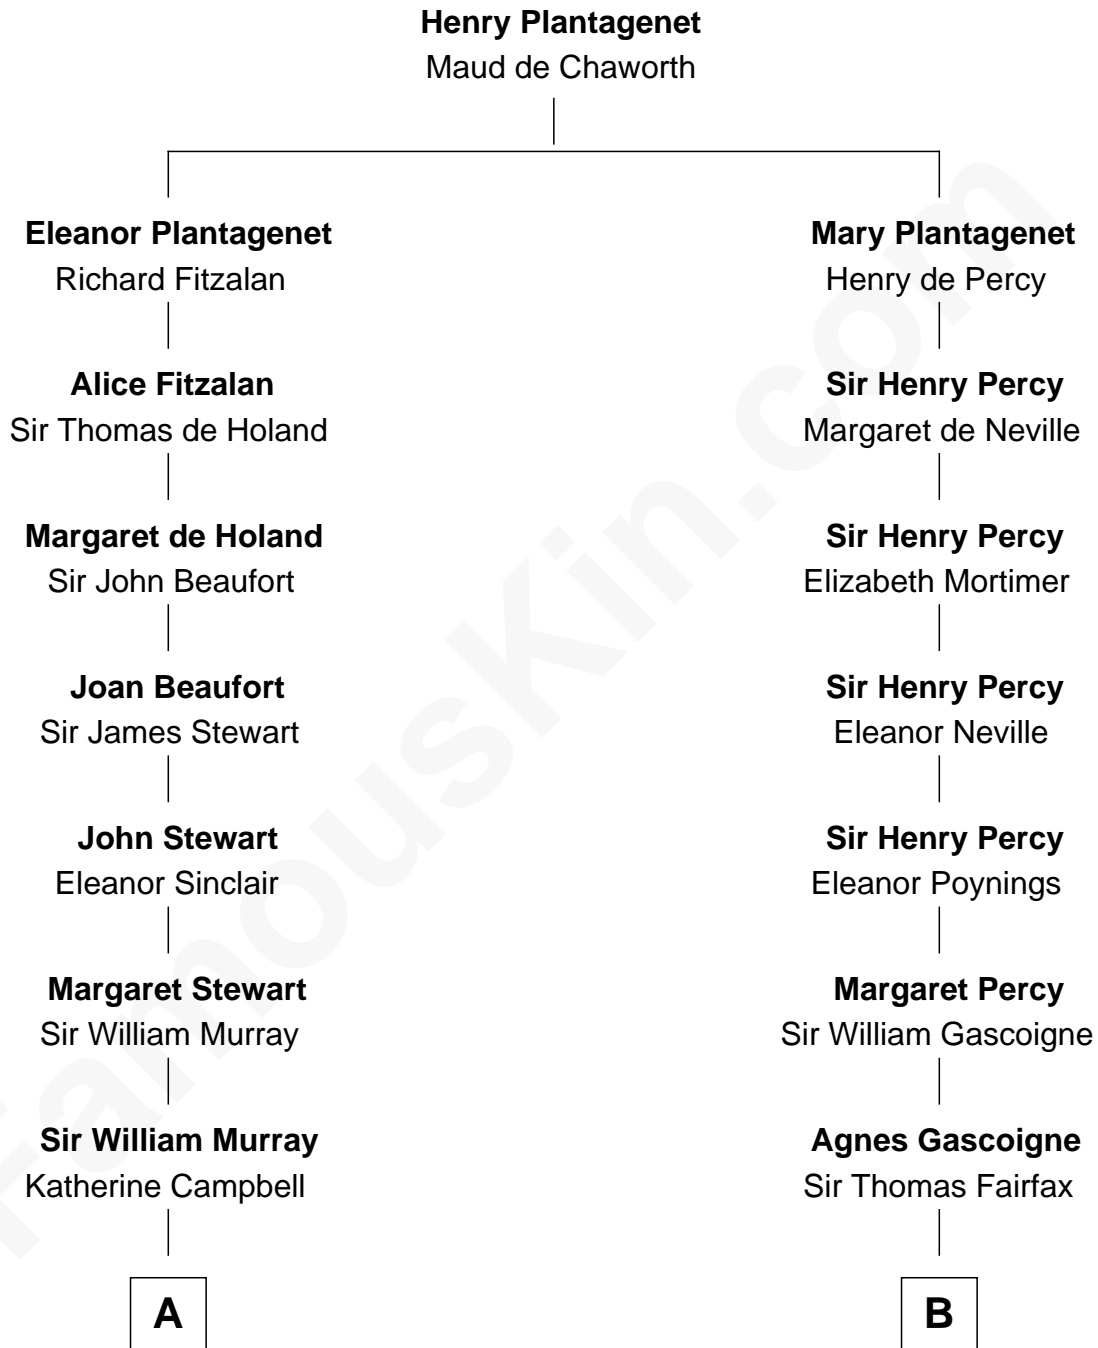 Henry Plantagenet
Maud de Chaworth
Eleanor Plantagenet
Richard Fitzalan
Mary Plantagenet
Henry de Percy
Alice Fitzalan
Sir Thomas de Holand
Sir Henry Percy
Margaret de Neville
Margaret de Holand
Sir John Beaufort
Sir Henry Percy
Elizabeth Mortimer
Joan Beaufort
Sir James Stewart
Sir Henry Percy
Eleanor Neville
John Stewart
Eleanor Sinclair
Sir Henry Percy
Eleanor Poynings
Margaret Stewart
Sir William Murray
Margaret Percy
Sir William Gascoigne
Sir William Murray
Katherine Campbell
Agnes Gascoigne
Sir Thomas Fairfax
A
B
FamousKin.com